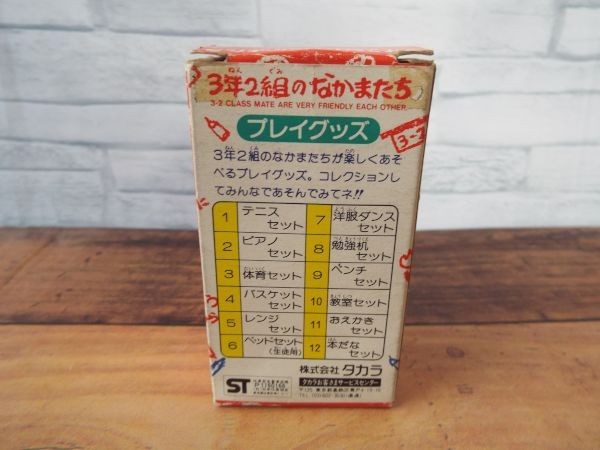 3年2組のなかまたち
3-2 CLASS MATE ARE VERY FRIENDLY EACH OTHER
3-2
プレイグッズ
3年2組のなかまたちが楽しくあそ
べるプレイグッズ。コレクションし
てみんなであそんでみてネ!!
1 テニスセット
2 ピアノセット
3 体育セット
4 バスケットセット
5 レンジセット
6 ベッドセット(生徒用)
7 洋服ダンスセット
8 勉強机セット
9 ベンチセット
10 教室セット
11 おえかきセット
12 本だなセット
株式会社 タカラ
ST
タカラお客さまサービスセンター